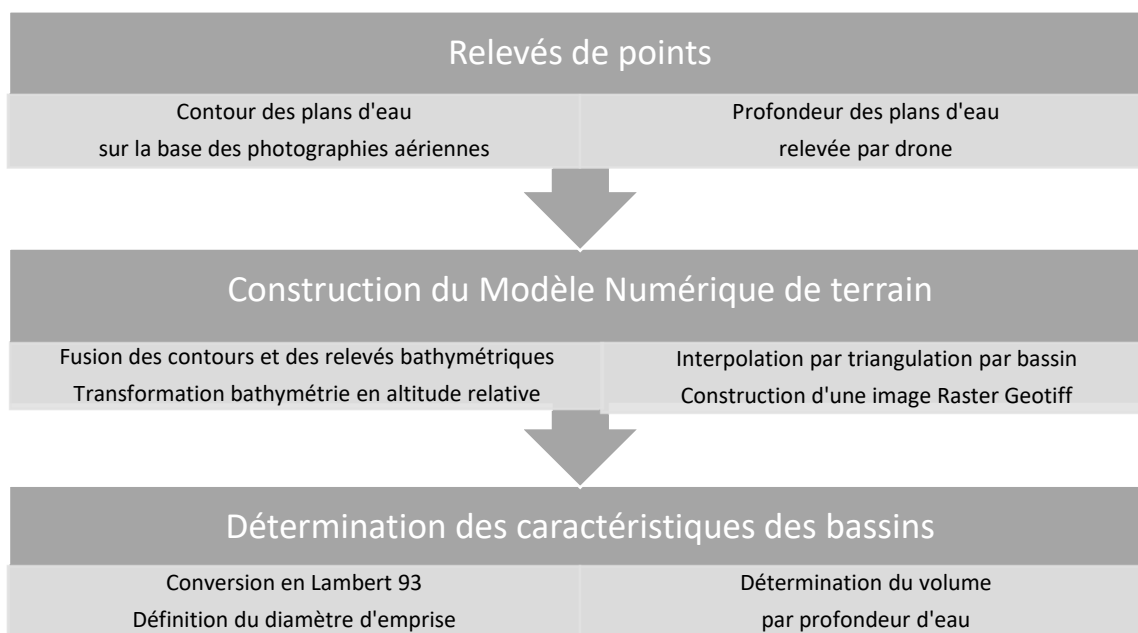 Relevés de points
Contour des plans d'eau
sur la base des photographies aériennes
Profondeur des plans d'eau
relevée par drone
Construction du Modèle Numérique de terrain
Fusion des contours et des relevés bathymétriques
Transformation bathymétrie en altitude relative
Interpolation par triangulation par bassin
Construction d'une image Raster Geotiff
Détermination des caractéristiques des bassins
Conversion en Lambert 93
Définition du diamètre d'emprise
Détermination du volume
par profondeur d'eau